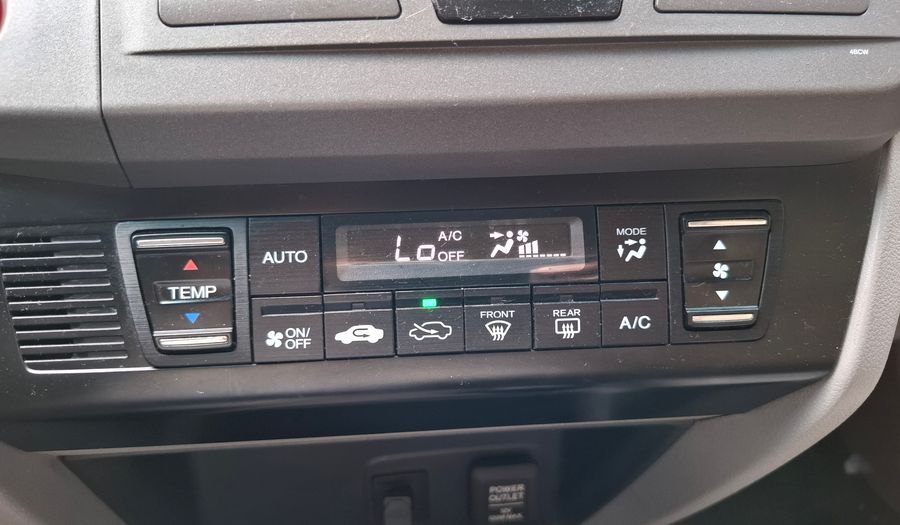 4BCW
AUTO
Lo
A/C
OFF
MODE
TEMP
ON/
OFF
FRONT
REAR
A/C
POWER
OUTLET